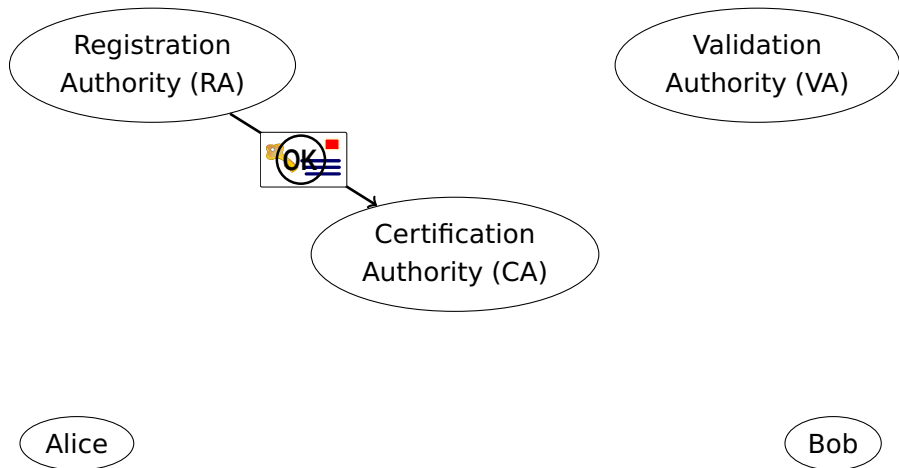 Registration
Authority (RA)
Validation
Authority (VA)
OK
Certification
Authority (CA)
Alice
Bob